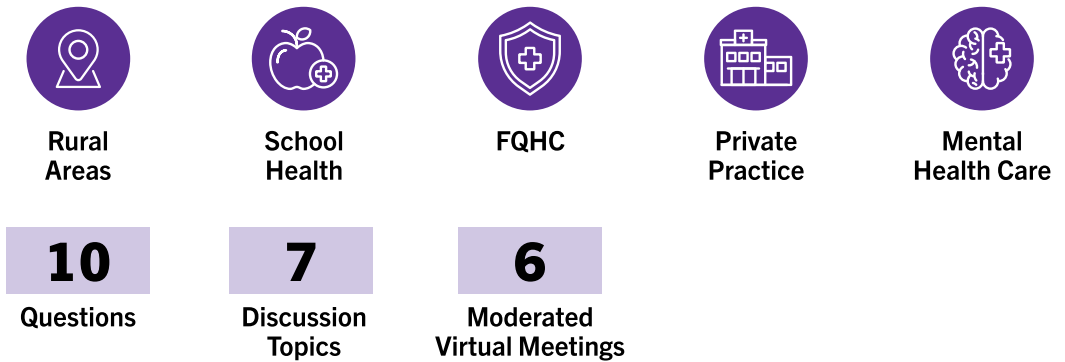 Rural
Areas
School
Health
FQHC
Private
Practice
Mental
Health Care
10
Questions
7
Discussion
Topics
6
Moderated
Virtual Meetings